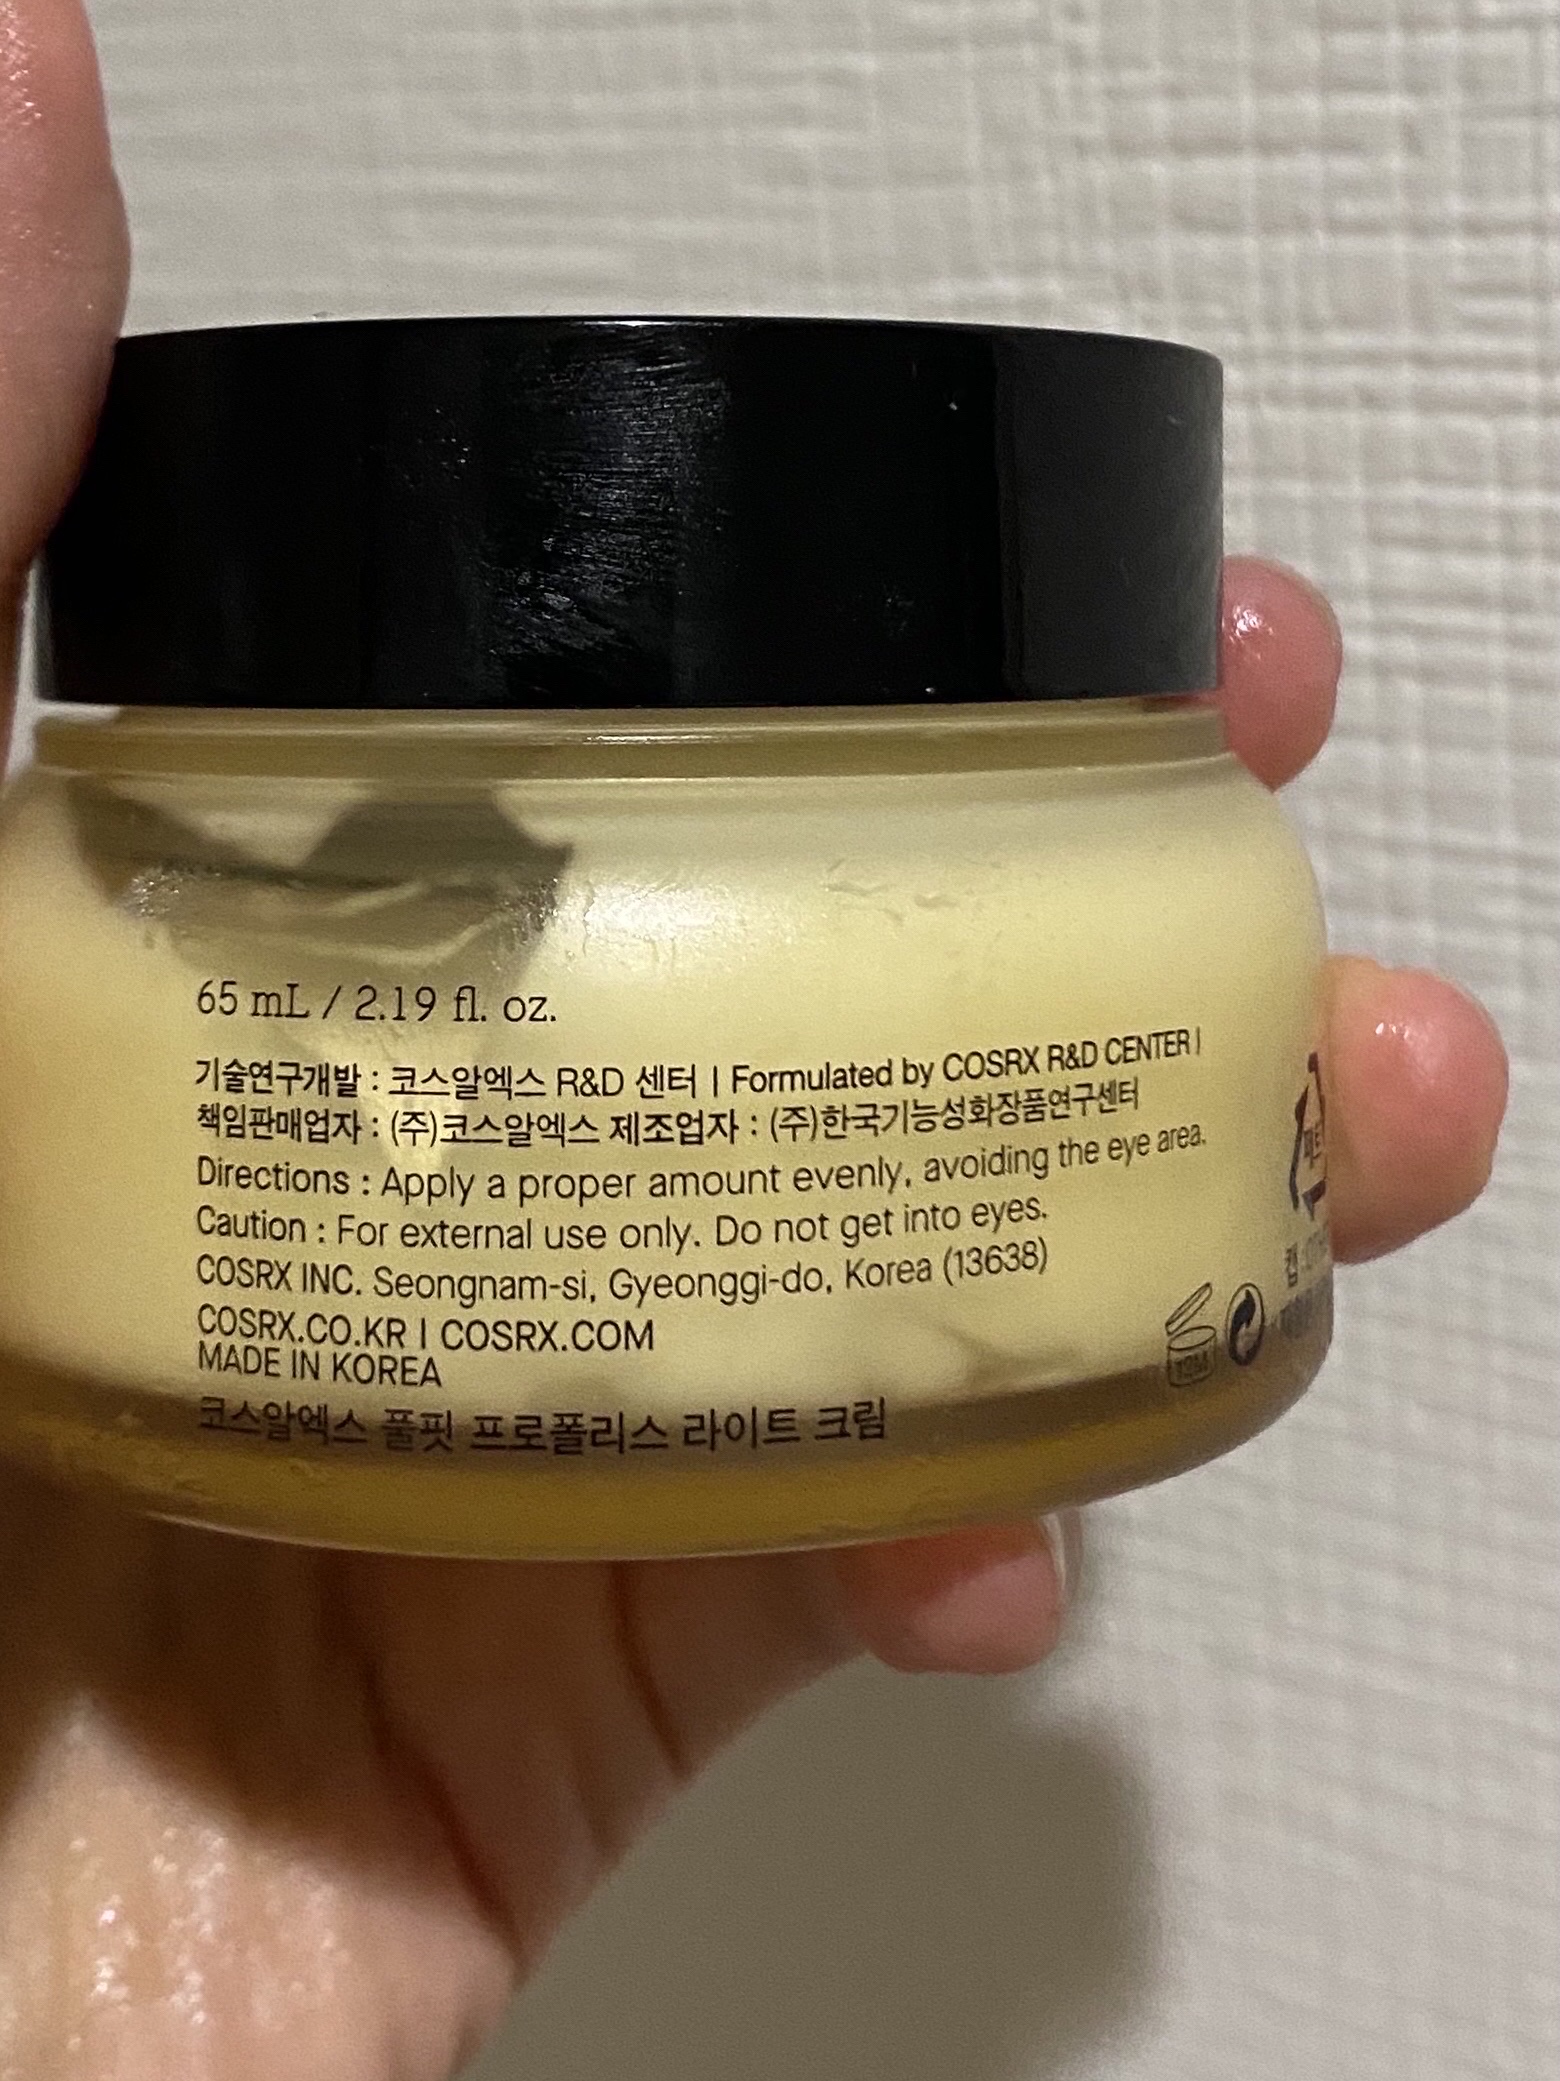 65 mL / 2.19 fl. oz.
기술연구개발 : 코스알엑스 R&D 센터 | Formulated by COSRX R&D CENTER |
책임판매업자 : (주)코스알엑스 제조업자 : (주)한국기능성화장품연구센터
Directions : Apply a proper amount evenly, avoiding the eye area.
Caution : For external use only. Do not get into eyes.
COSRX INC. Seongnam-si, Gyeonggi-do, Korea (13638)
COSRX.CO.KR | COSRX.COM
MADE IN KOREA
코스알엑스 풀핏 프로폴리스 라이트 크림